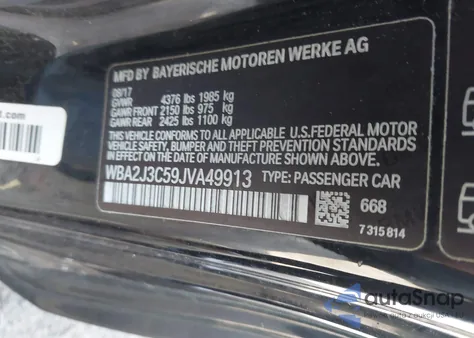 MFD BY BAYERISCHE MOTOREN WERKE AG
08/17
GVWR 4376 lbs 1985 kg
GAWR FRONT 2150 lbs 975 kg
GAWR REAR 2425 lbs 1100 kg
THIS VEHICLE CONFORMS TO ALL APPLICABLE U.S. FEDERAL MOTOR
VEHICLE SAFETY, BUMPER, AND THEFT PREVENTION STANDARDS IN
EFFECT ON THE DATE OF MANUFACTURE SHOWN ABOVE.
WBA2J3C59JVA49913 TYPE: PASSENGER CAR
668
7 315 814
autoSnap